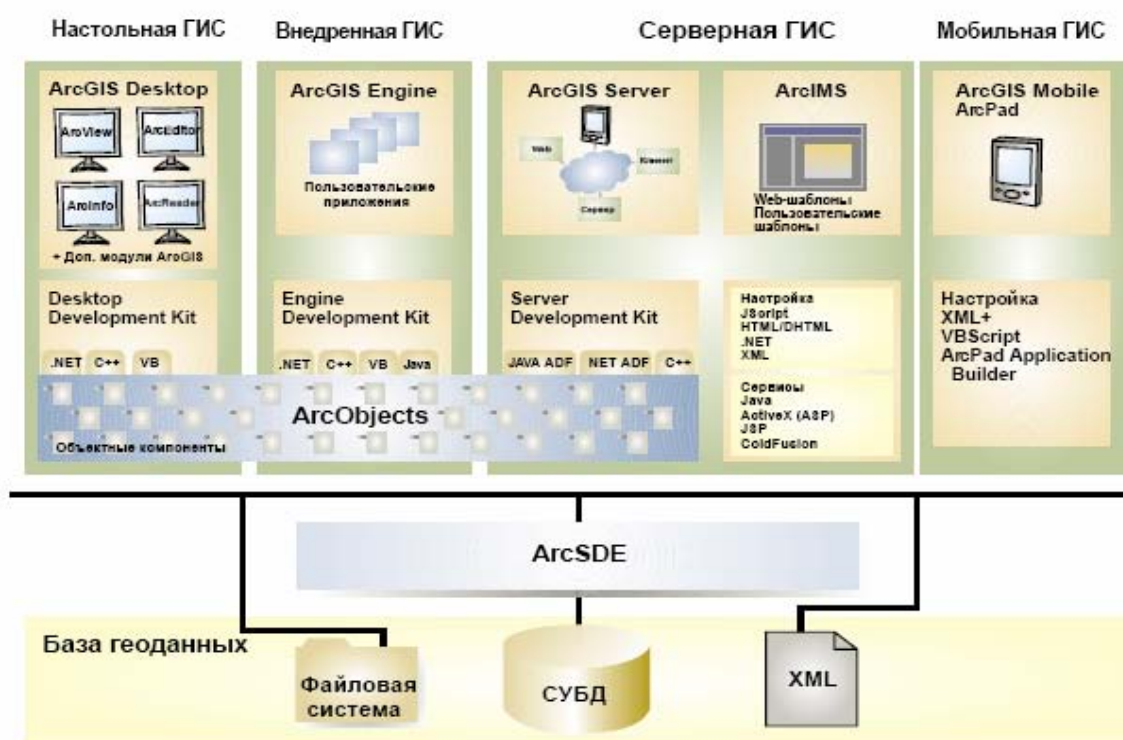 Настольная ГИС
Внедренная ГИС
Серверная ГИС
Мобильная ГИС
ArcGIS Desktop
ArcView
ArcEditor
ArcInfo
ArcReader
+ Доп. модули ArcGIS
ArcGIS Engine
Пользовательские
приложения
ArcGIS Server
Web
Клиент
Сервер
ArcIMS
Web-шаблоны
Пользовательские
шаблоны
ArcGIS Mobile
ArcPad
Desktop
Development Kit
.NET C++ VB
Engine
Development Kit
.NET C++ VB Java
Server
Development Kit
JAVA ADF NET ADF C++
Настройка
JScript
HTML/DHTML
.NET
XML
Сервисы
Java
ActiveX (ASP)
JSP
ColdFusion
Настройка
XML+
VBScript
ArcPad Application
Builder
ArcObjects
Объектные компоненты
ArcSDE
База геоданных
Файловая
система
СУБД
XML